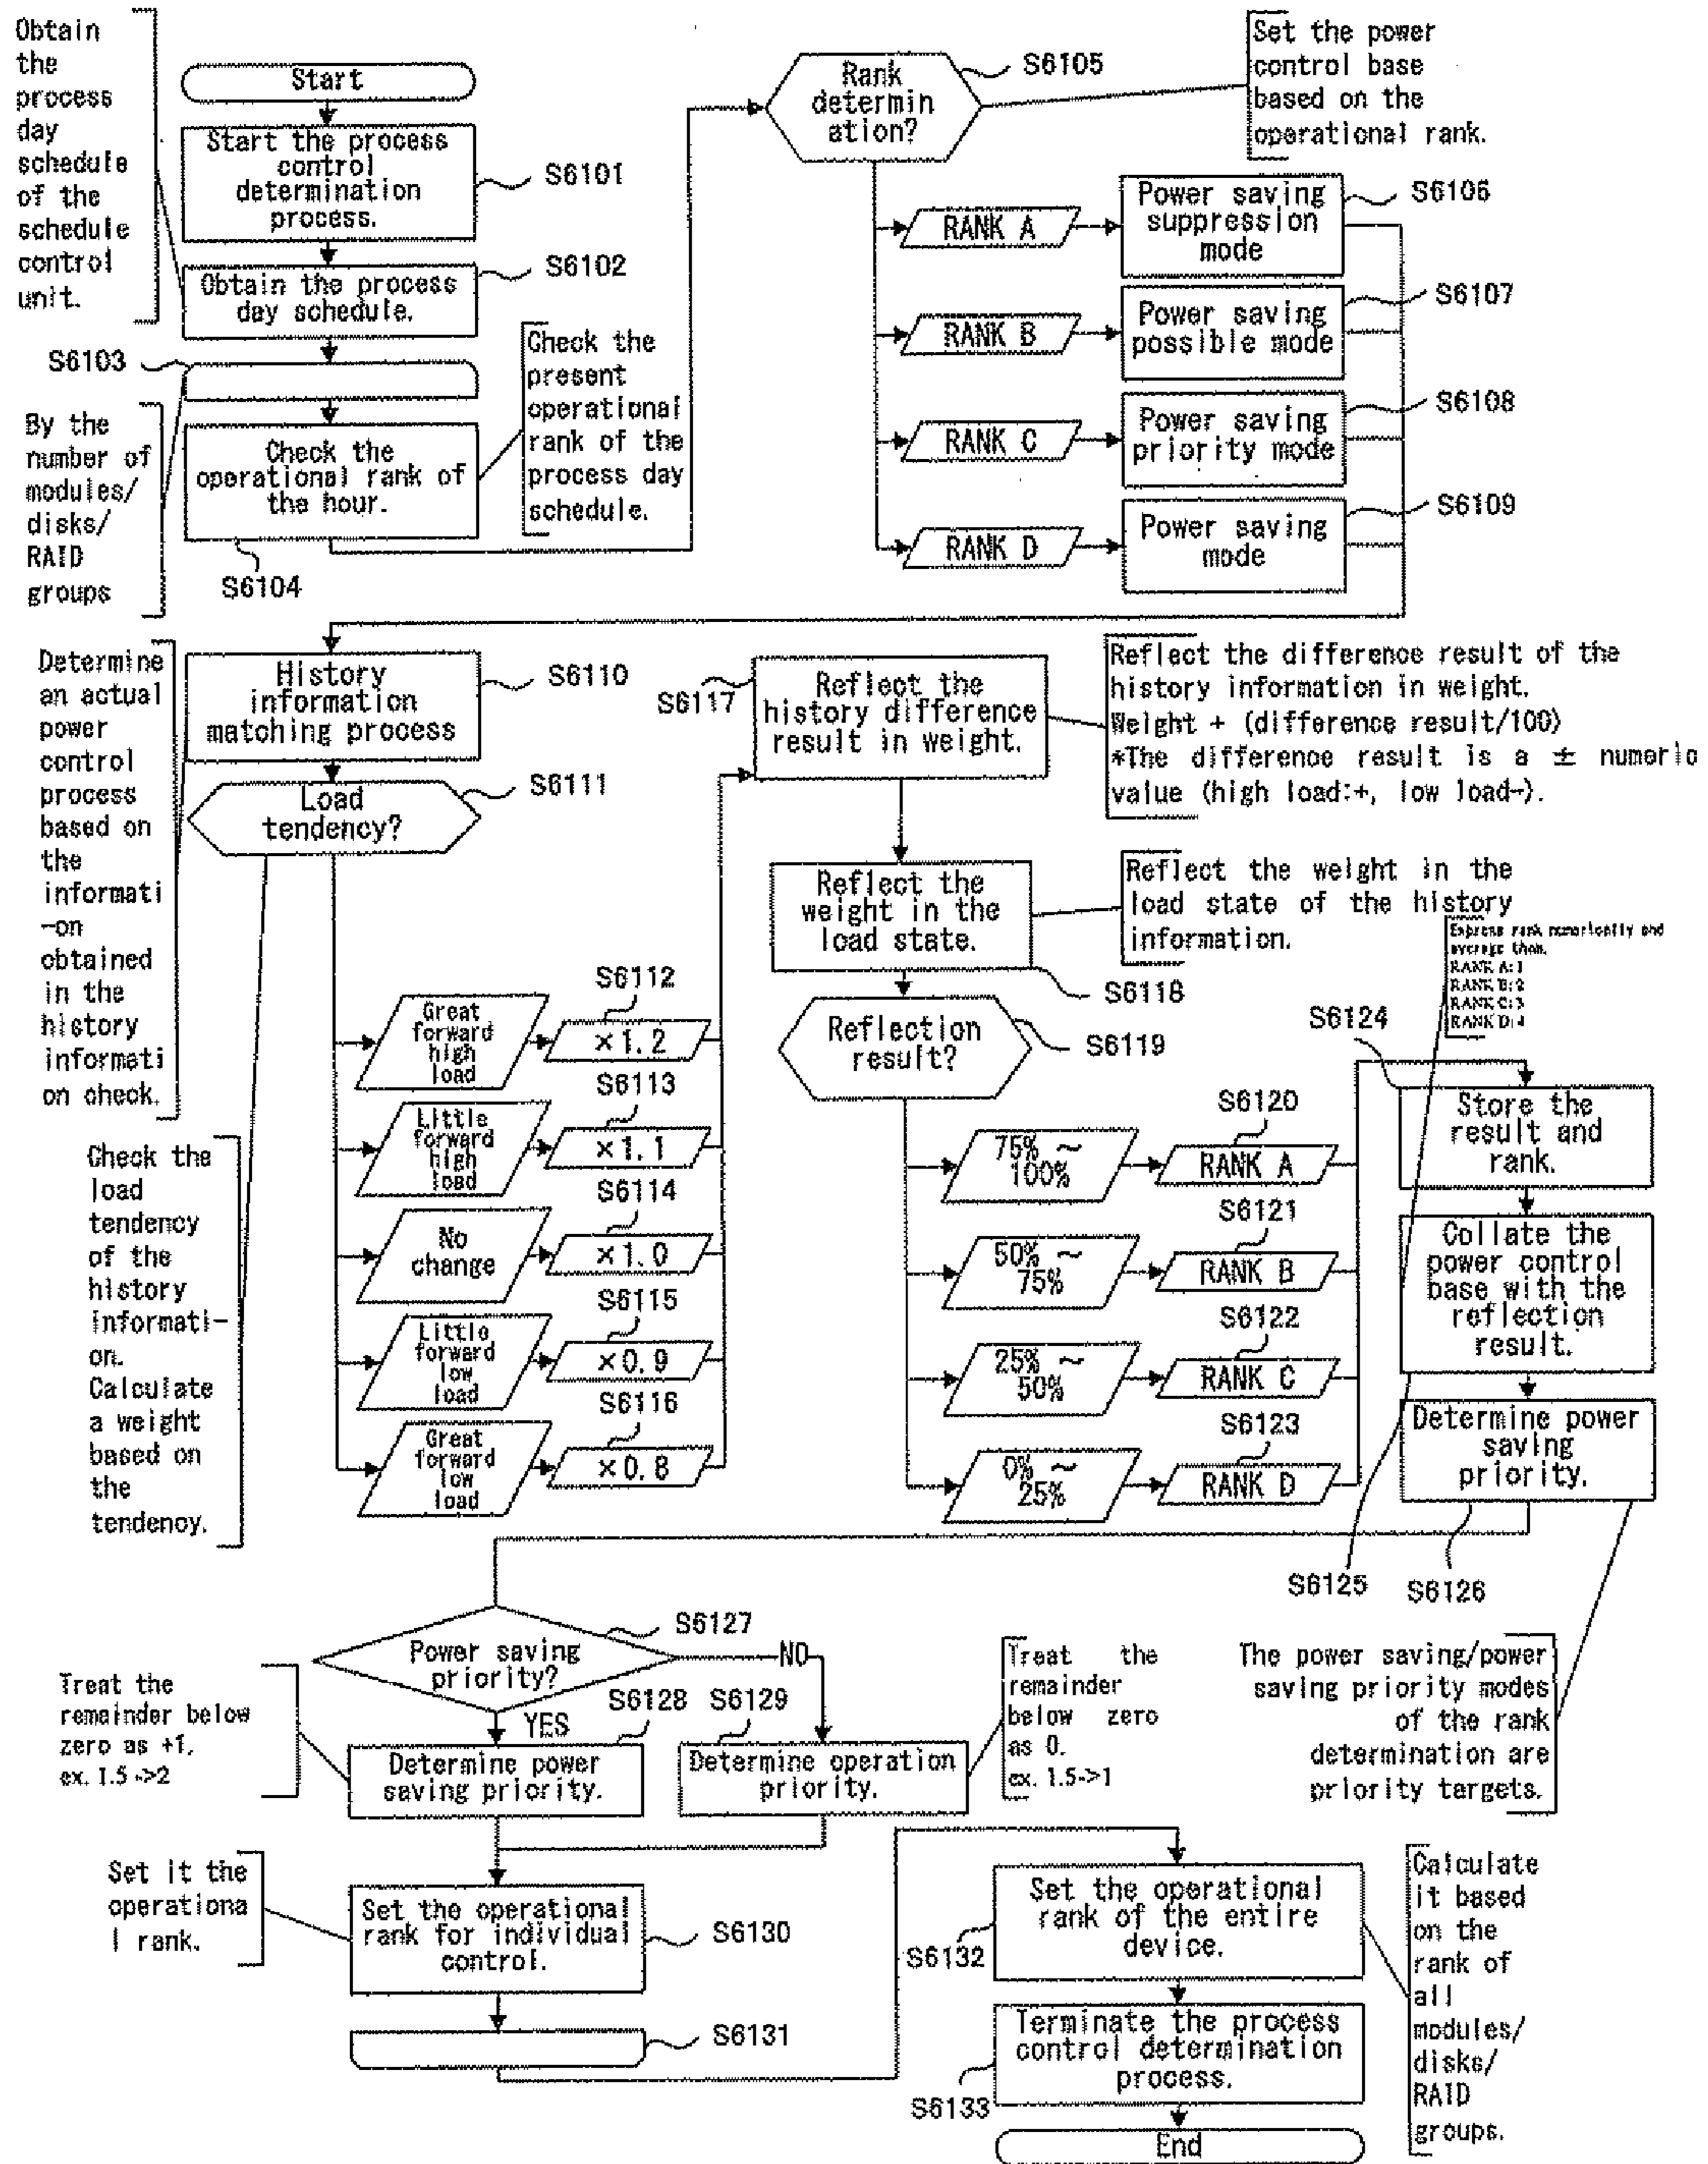 Obtain
the
process
day
schedule
of the
schedule
control
unit.
Start
Start the process
control
determination
process.
S6101
Obtain the process
day schedule.
S6102
S6103
By the
number of
modules/
disks/
RAID
groups
Check the
operational rank of
the hour.
S6104
Check the
present
operational
rank of the
process day
schedule.
Rank
determin
ation?
S6105
Set the power
control base
based on the
operational rank.
RANK A
Power saving
suppression
mode
S6106
RANK B
Power saving
possible mode
S6107
RANK C
Power saving
priority mode
S6108
RANK D
Power saving
mode
S6109
Determine
an actual
power
control
process
based on
the
informati
-on
obtained
in the
history
informati
on check.
History
information
matching process
S6110
Load
tendency?
S6111
Check the
load
tendency
of the
history
informati-
on.
Calculate
a weight
based on
the
tendency.
Great
forward
high
load
S6112
×1.2
Little
forward
high
load
S6113
×1.1
No
change
S6114
×1.0
Little
forward
low
load
S6115
×0.9
Great
forward
low
load
S6116
×0.8
S6117
Reflect the
history difference
result in weight.
Reflect the difference result of the
history information in weight.
Weight + (difference result/100)
*The difference result is a ± numeric
value (high load:+, low load-).
Reflect the
weight in the
load state.
S6118
Reflect the weight in the
load state of the history
information.
Reflection
result?
S6119
75% ~
100%
S6120
RANK A
50% ~
75%
S6121
RANK B
25% ~
50%
S6122
RANK C
0% ~
25%
S6123
RANK D
Express rank numerically and
average them.
RANK A:1
RANK B:2
RANK C:3
RANK D:4
S6124
Store the
result and
rank.
Collate the
power control
base with the
reflection
result.
S6125
Determine power
saving
priority.
S6126
The power saving/power
saving priority modes
of the rank
determination are
priority targets.
Power saving
priority?
S6127
YES
NO
Treat the
remainder below
zero as +1.
ex. 1.5->2
S6128
Determine power
saving priority.
S6129
Determine operation
priority.
Treat the
remainder
below zero
as 0.
ex. 1.5->1
Set it the
operationa
l rank.
Set the operational
rank for individual
control.
S6130
S6131
Set the operational
rank of the entire
device.
S6132
Calculate
it based
on the
rank of
all
modules/
disks/
RAID
groups.
Terminate the process
control determination
process.
S6133
End